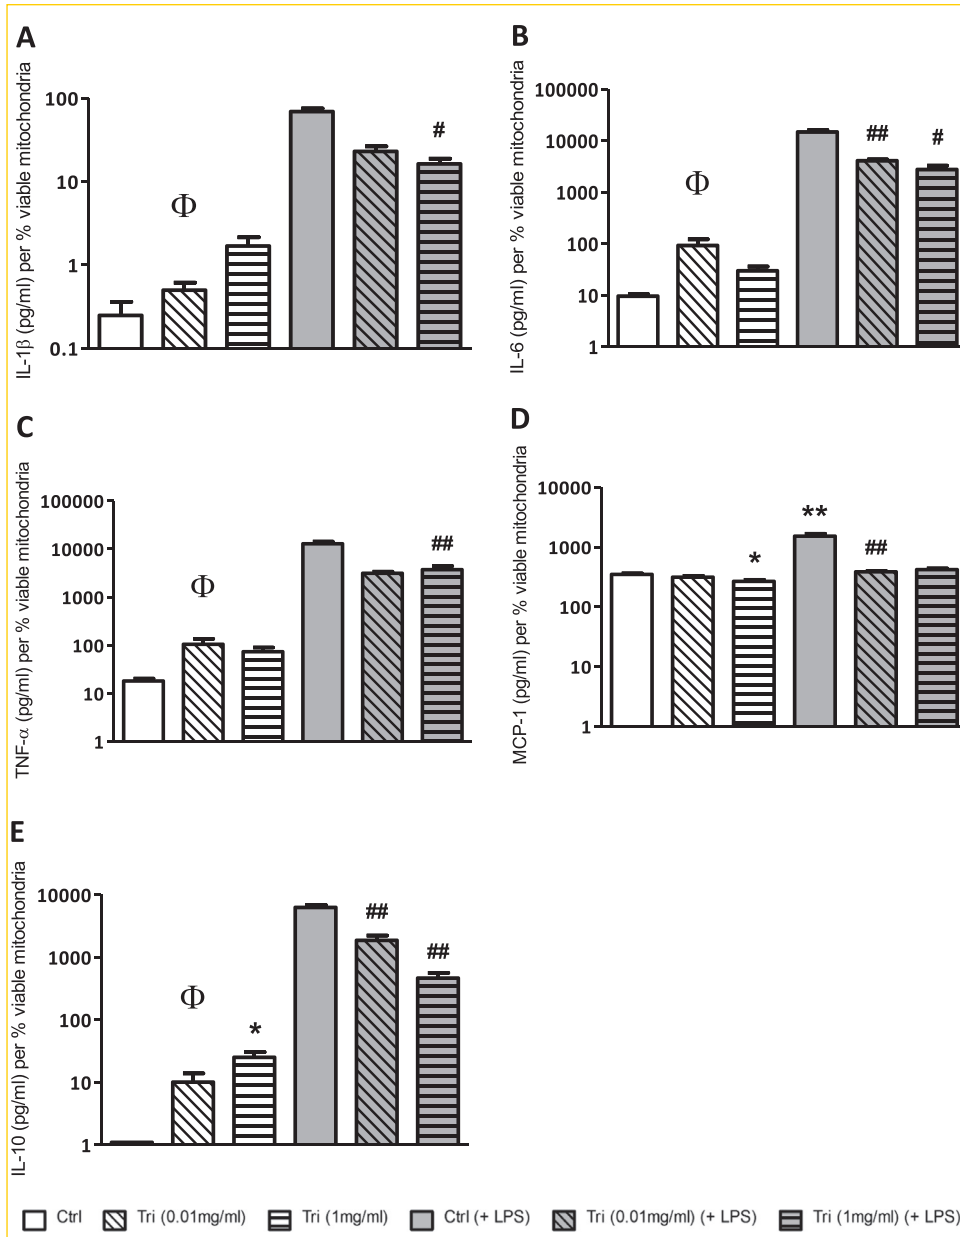 A
IL-1β (pg/ml) per % viable mitochondria
100
10
1
0.1
Φ
#
B
IL-6 (pg/ml) per % viable mitochondria
100000
10000
1000
100
10
1
Φ
##
#
C
TNF-α (pg/ml) per % viable mitochondria
100000
10000
1000
100
10
1
Φ
##
D
MCP-1 (pg/ml) per % viable mitochondria
10000
1000
100
10
1
*
**
##
E
IL-10 (pg/ml) per % viable mitochondria
10000
1000
100
10
1
Φ
*
##
##
Ctrl Tri (0.01mg/ml) Tri (1mg/ml) Ctrl (+ LPS) Tri (0.01mg/ml) (+ LPS) Tri (1mg/ml) (+ LPS)